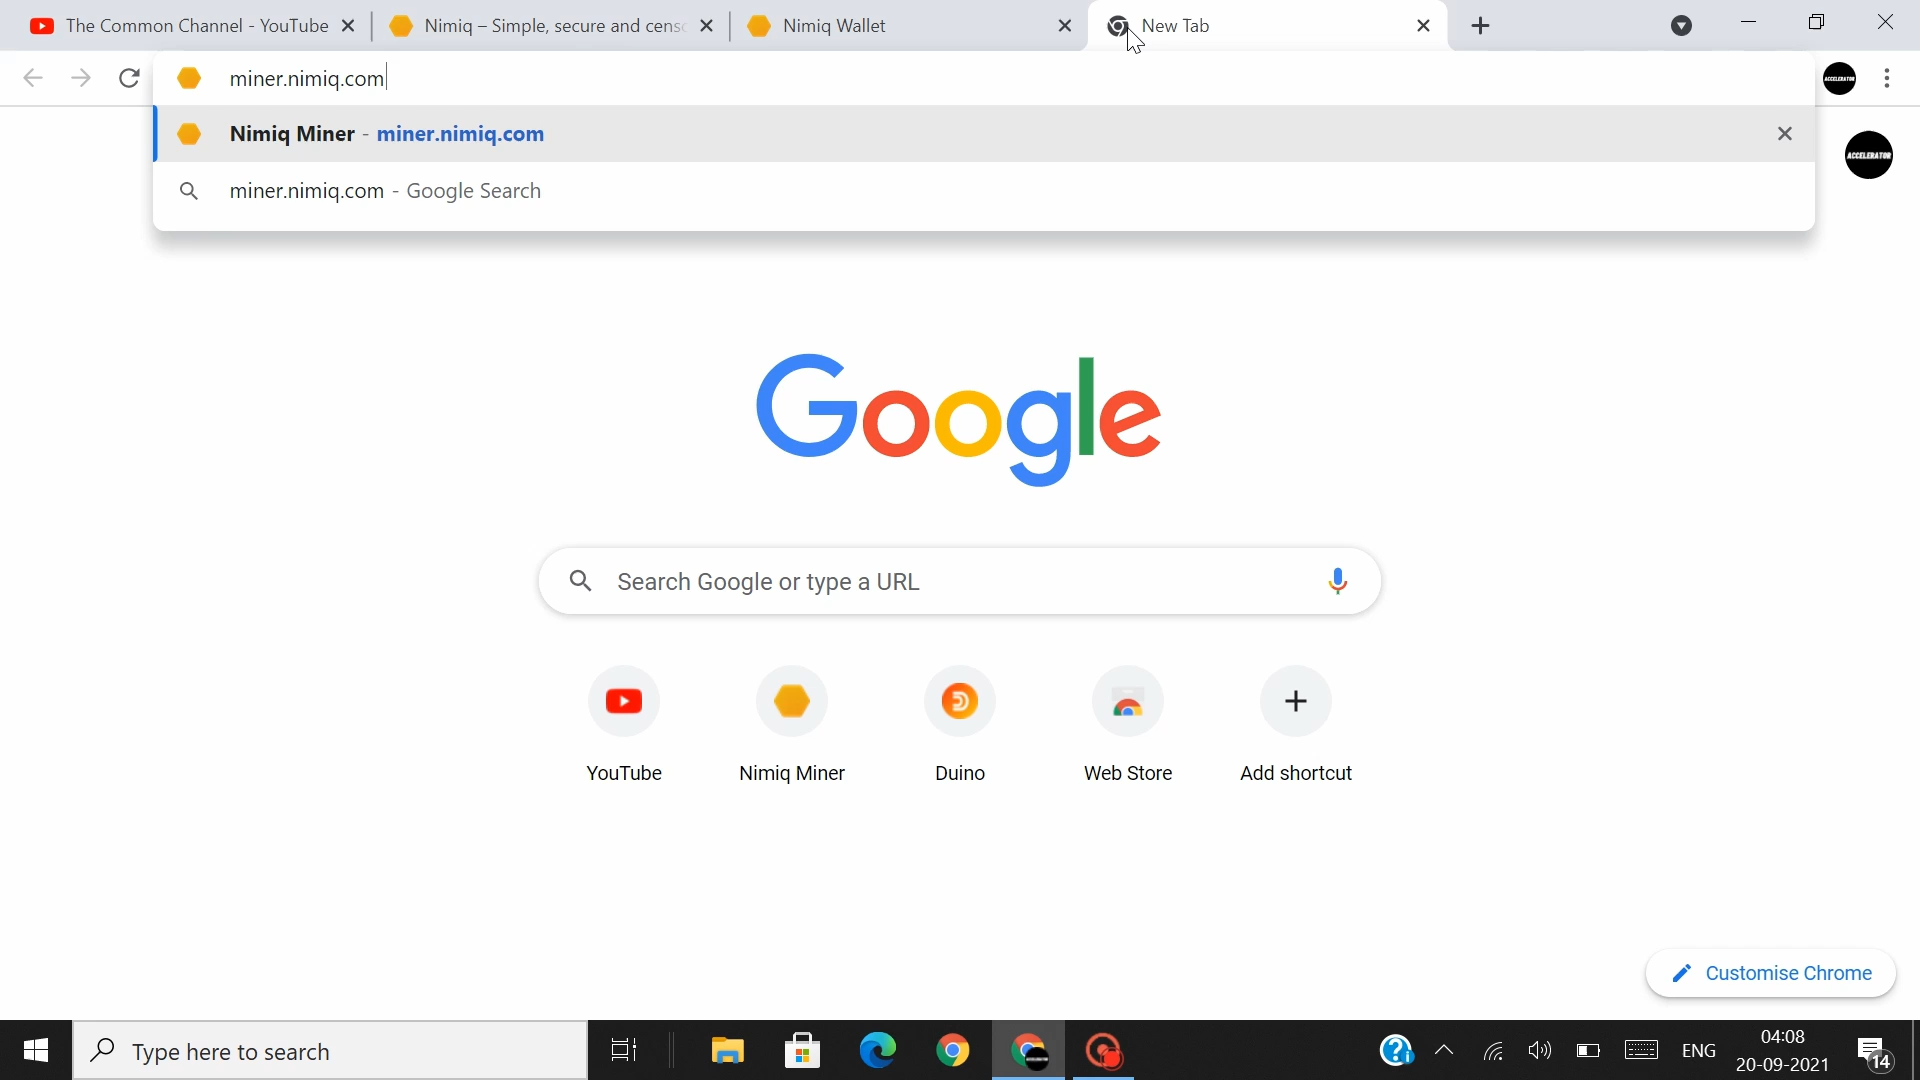 The Common Channel - YouTube
Nimiq – Simple, secure and cens
Nimiq Wallet
New Tab
miner.nimiq.com
ACCELERATOR
Nimiq Miner - miner.nimiq.com
miner.nimiq.com - Google Search
ACCELERATOR
Google
Search Google or type a URL
YouTube
Nimiq Miner
Duino
Web Store
Add shortcut
Customise Chrome
Type here to search
ENG
04:08
20-09-2021
14